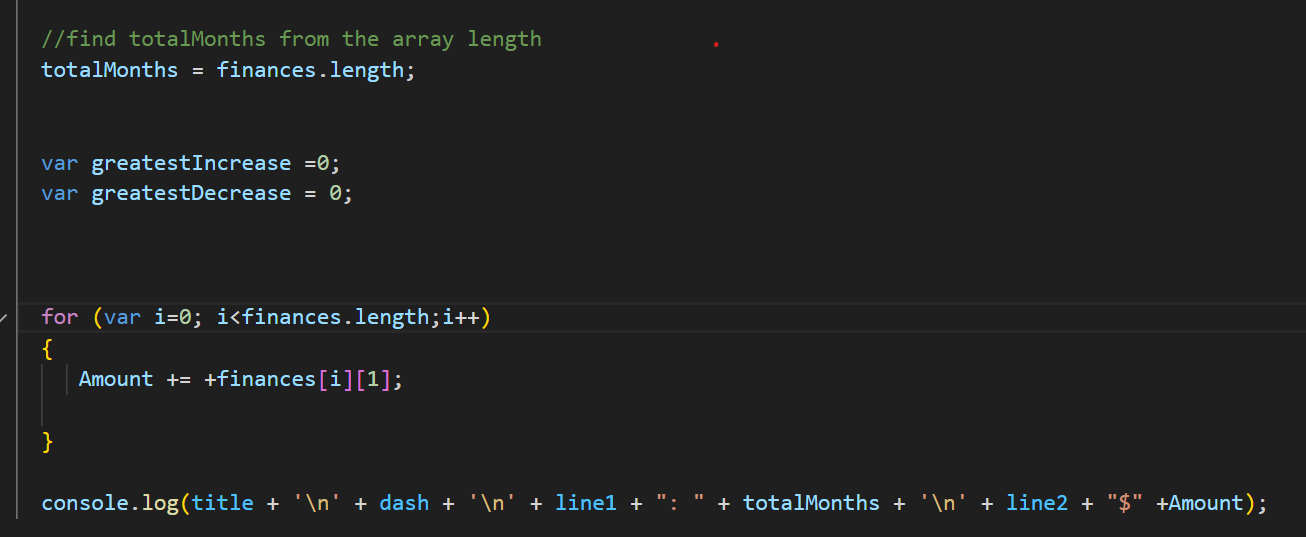 //find totalMonths from the array length
totalMonths = finances.length;
var greatestIncrease =0;
var greatestDecrease = 0;
for (var i=0; i<finances.length;i++)
{
Amount += +finances[i][1];
}
console.log(title + '\n' + dash + '\n' + line1 + ": " + totalMonths + '\n' + line2 + "$" +Amount);